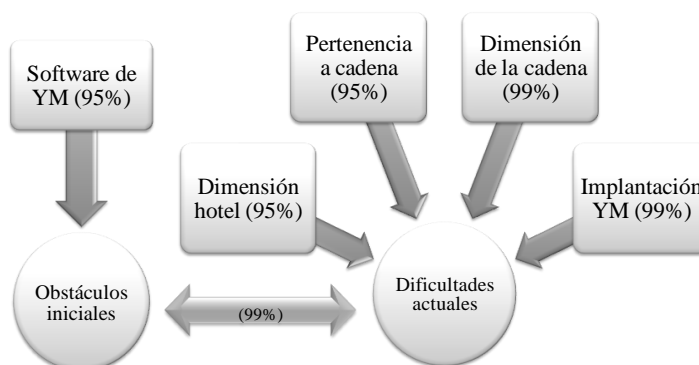 Software de
YM (95%)
Pertenencia
a cadena
(95%)
Dimensión
de la cadena
(99%)
Dimensión
hotel (95%)
Implantación
YM (99%)
Obstáculos
iniciales
(99%)
Dificultades
actuales